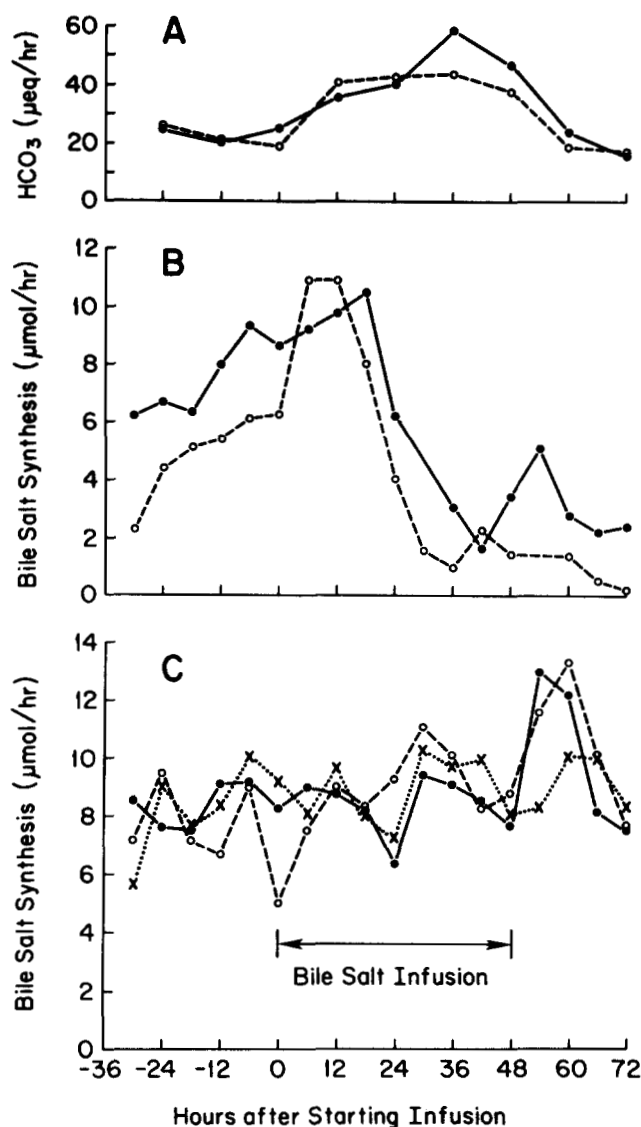 A
HCO₃ (μeq/hr)
60
40
20
0
B
Bile Salt Synthesis (μmol/hr)
12
10
8
6
4
2
0
C
Bile Salt Synthesis (μmol/hr)
14
12
10
8
6
4
2
0
Bile Salt Infusion
-36 -24 -12 0 12 24 36 48 60 72
Hours after Starting Infusion